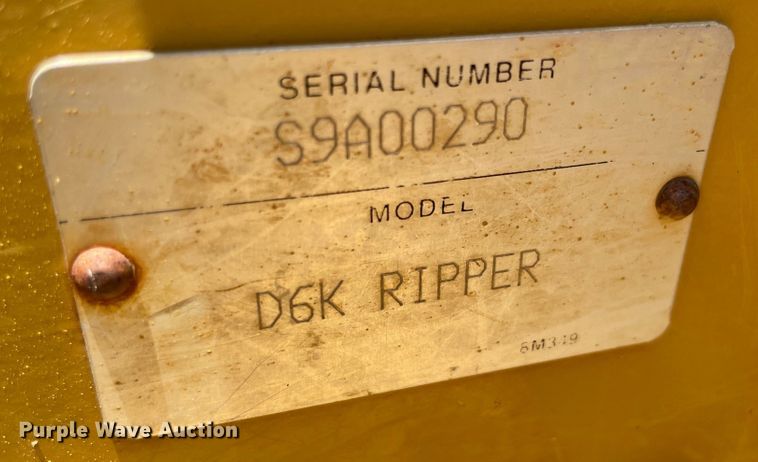 SERIAL NUMBER
S9A00290
MODEL
D6K RIPPER
Purple Wave Auction